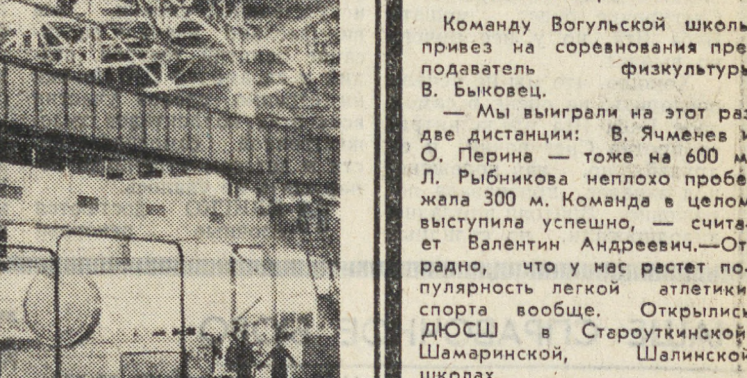 Команду Вогульской школы
привез на соревнования пре-
подаватель физкультуры
В. Быковец.
— Мы выиграли на этот раз
две дистанции: В. Ячменев и
О. Перина — тоже на 600 м,
Л. Рыбникова неплохо пробе-
жала 300 м. Команда в целом
выступила успешно, — счита-
ет Валентин Андреевич.—От-
радно, что у нас растет по-
пулярность легкой атлетики,
спорта вообще. Открылись
ДЮСШ в Староуткинской,
Шамаринской, Шалинской
школах